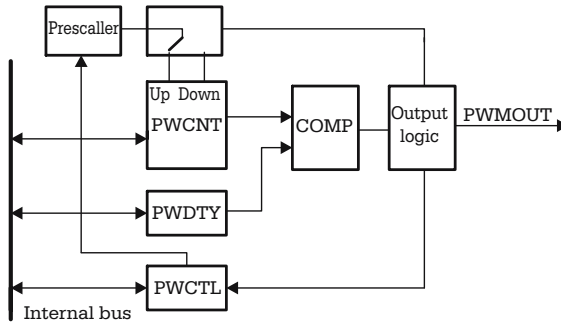 Prescaller
Up Down
PWCNT
COMP
Output
logic
PWMOUT
PWDTY
PWCTL
Internal bus